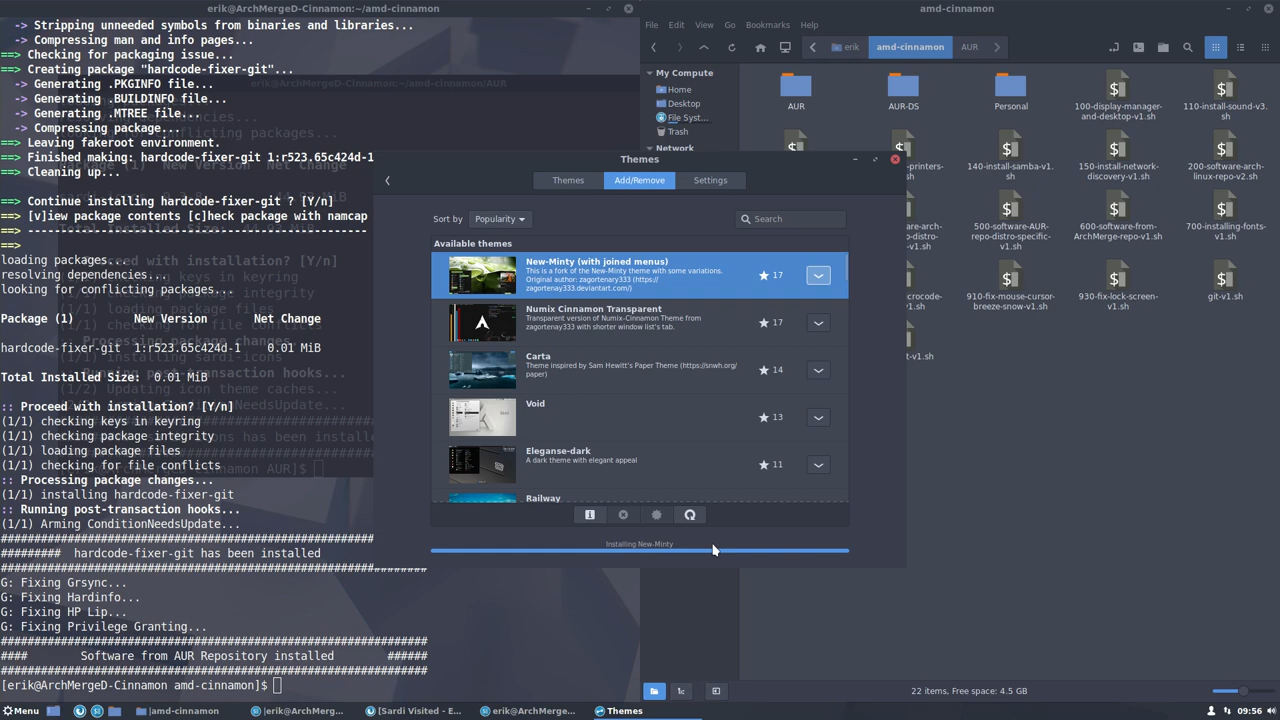 erik@ArchMergeD-Cinnamon:~/amd-cinnamon
-> Stripping unneeded symbols from binaries and libraries...
-> Compressing man and info pages...
==> Checking for packaging issue...
==> Creating package "hardcode-fixer-git"...
-> Generating .PKGINFO file...
-> Generating .BUILDINFO file...
-> Generating .MTREE file...
-> Compressing package...
==> Leaving fakeroot environment.
==> Finished making: hardcode-fixer-git 1:r523.65c424d-1
==> Cleaning up...
==> Continue installing hardcode-fixer-git ? [Y/n]
==> [v]iew package contents [c]heck package with namcap
==> ------------------------------------------
==>
loading packages...
resolving dependencies...
looking for conflicting packages...
Package (1) New Version Net Change
hardcode-fixer-git 1:r523.65c424d-1 0.01 MiB
Total Installed Size: 0.01 MiB
:: Proceed with installation? [Y/n]
(1/1) checking keys in keyring
(1/1) checking package integrity
(1/1) loading package files
(1/1) checking for file conflicts
:: Processing package changes...
(1/1) installing hardcode-fixer-git
:: Running post-transaction hooks...
(1/1) Arming ConditionNeedsUpdate...
################################################################
######### hardcode-fixer-git has been installed
################################################################
G: Fixing Grsync...
G: Fixing Hardinfo...
G: Fixing HP Lip...
G: Fixing Privilege Granting...
################################################################
#### Software from AUR Repository installed ######
################################################################
[erik@ArchMergeD-Cinnamon amd-cinnamon]$
erik@ArchMergeD-Cinnamon:~/amd-cinnamon/AUR
Themes
Themes Add/Remove Settings
Sort by Popularity Search
Available themes
New-Minty (with joined menus)
This is a fork of the New-Minty theme with some variations.
Original author: zagortenay333 (https://
zagortenay333.deviantart.com/)
17
Numix Cinnamon Transparent
Transparent version of Numix-Cinnamon Theme from
zagortenay333 with shorter window list's tab.
17
Carta
Theme inspired by Sam Hewitt's Paper Theme (https://snwh.org/
paper)
14
Void
13
Eleganse-dark
A dark theme with elegant appeal
11
Railway
Installing New-Minty
amd-cinnamon
File Edit View Go Bookmarks Help
erik amd-cinnamon AUR
My Compute
Home
Desktop
File Syst...
Trash
Network
AUR
AUR-DS
Personal
100-display-manager-
and-desktop-v1.sh
110-install-sound-v3.
sh
-printers-
.sh
140-install-samba-v1.
sh
150-install-network-
discovery-v1.sh
200-software-arch-
linux-repo-v2.sh
are-arch-
o-distro-
v1.sh
500-software-AUR-
repo-distro-specific-
v1.sh
600-software-from-
ArchMerge-repo-v1.sh
700-installing-fonts-
v1.sh
crocode-
.sh
910-fix-mouse-cursor-
breeze-snow-v1.sh
930-fix-lock-screen-
v1.sh
git-v1.sh
t-v1.sh
22 items, Free space: 4.5 GB
Menu
|amd-cinnamon
|erik@ArchMerg...
[Sardi Visited - E...
erik@ArchMerge...
Themes
09:56